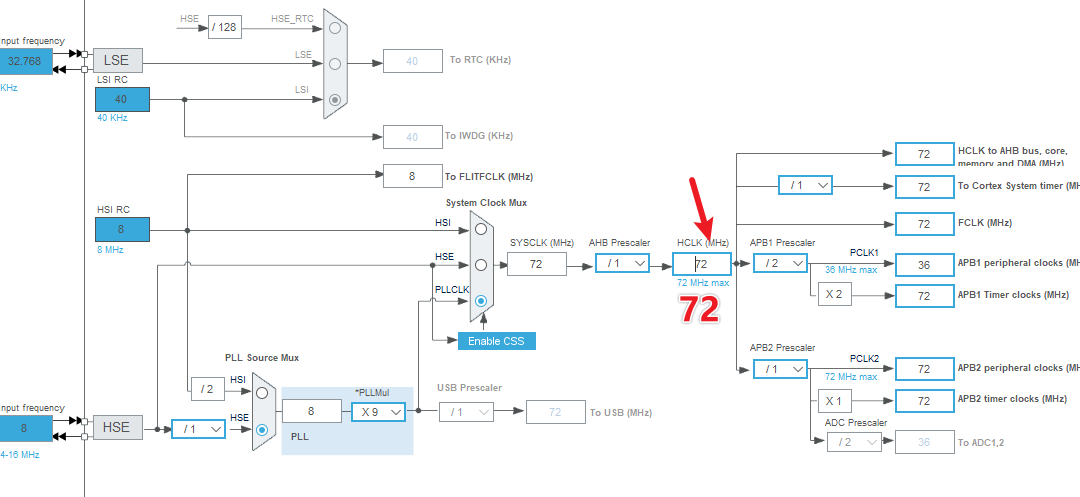 HSE
/ 128
HSE_RTC
nput frequency
32.768
KHz
LSE
LSE
40
To RTC (KHz)
LSI RC
40
40 KHz
LSI
40
To IWDG (KHz)
8
To FLITFCLK (MHz)
HSI RC
8
8 MHz
System Clock Mux
HSI
HSE
PLLCLK
Enable CSS
SYSCLK (MHz)
72
AHB Prescaler
/ 1
HCLK (MHz)
72
72 MHz max
72
72
HCLK to AHB bus, core,
memory and DMA (MHz)
/ 1
72
To Cortex System timer (MH
72
FCLK (MHz)
APB1 Prescaler
/ 2
PCLK1
36 MHz max
36
APB1 peripheral clocks (MH
X 2
72
APB1 Timer clocks (MHz)
APB2 Prescaler
/ 1
PCLK2
72 MHz max
72
APB2 peripheral clocks (MH
X 1
72
APB2 timer clocks (MHz)
ADC Prescaler
/ 2
36
To ADC1,2
PLL Source Mux
/ 2
HSI
HSE
nput frequency
8
4-16 MHz
HSE
/ 1
8
*PLLMul
X 9
PLL
USB Prescaler
/ 1
72
To USB (MHz)